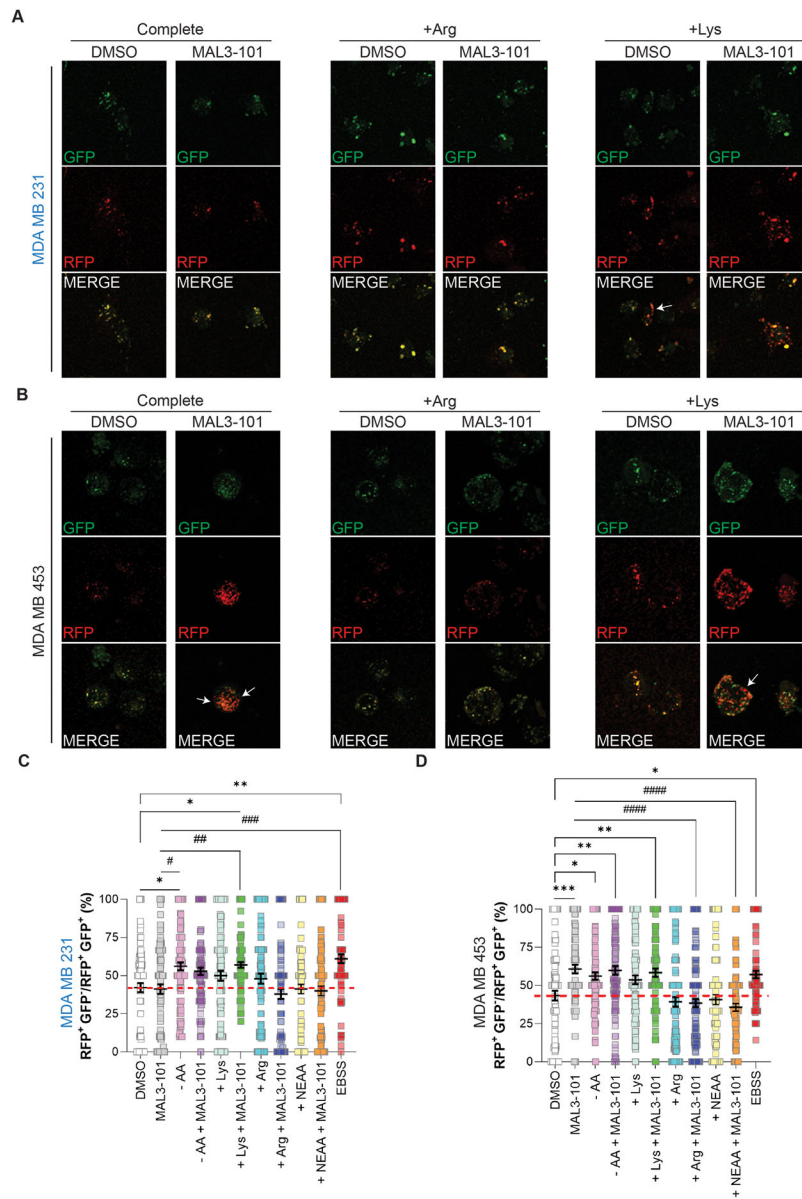 A
Complete
+Arg
+Lys
DMSO
MAL3-101
DMSO
MAL3-101
DMSO
MAL3-101
MDA MB 231
GFP
GFP
GFP
GFP
GFP
GFP
RFP
RFP
RFP
RFP
RFP
RFP
MERGE
MERGE
MERGE
MERGE
MERGE
MERGE
B
Complete
+Arg
+Lys
DMSO
MAL3-101
DMSO
MAL3-101
DMSO
MAL3-101
MDA MB 453
GFP
GFP
GFP
GFP
GFP
GFP
RFP
RFP
RFP
RFP
RFP
RFP
MERGE
MERGE
MERGE
MERGE
MERGE
MERGE
C
**
*
###
##
#
*
MDA MB 231
RFP⁺ GFP⁻/RFP⁺ GFP⁺ (%)
100
75
50
25
0
DMSO
MAL3-101
- AA
- AA + MAL3-101
+ Lys
+ Lys + MAL3-101
+ Arg
+ Arg + MAL3-101
+ NEAA
+ NEAA + MAL3-101
EBSS
D
*
####
####
**
**
*
***
MDA MB 453
RFP⁺ GFP⁻/RFP⁺ GFP⁺ (%)
100
75
50
25
0
DMSO
MAL3-101
- AA
- AA + MAL3-101
+ Lys
+ Lys + MAL3-101
+ Arg
+ Arg + MAL3-101
+ NEAA
+ NEAA + MAL3-101
EBSS